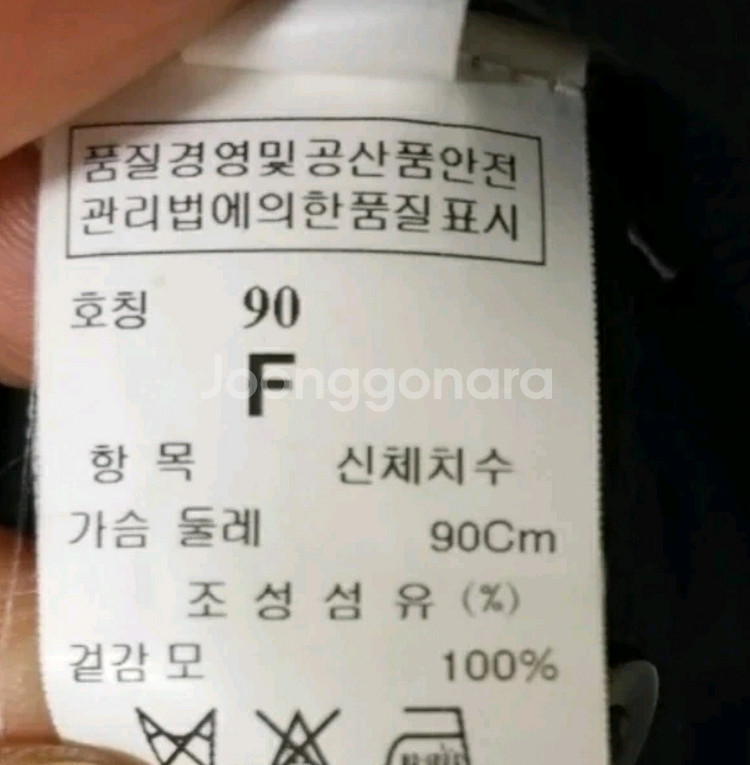 품질경영및공산품안전
관리법에의한품질표시
호칭 90
F
Joonggonara
항 목 신체치수
가슴 둘레 90Cm
조 성 섬 유 (%)
겉감 모 100%